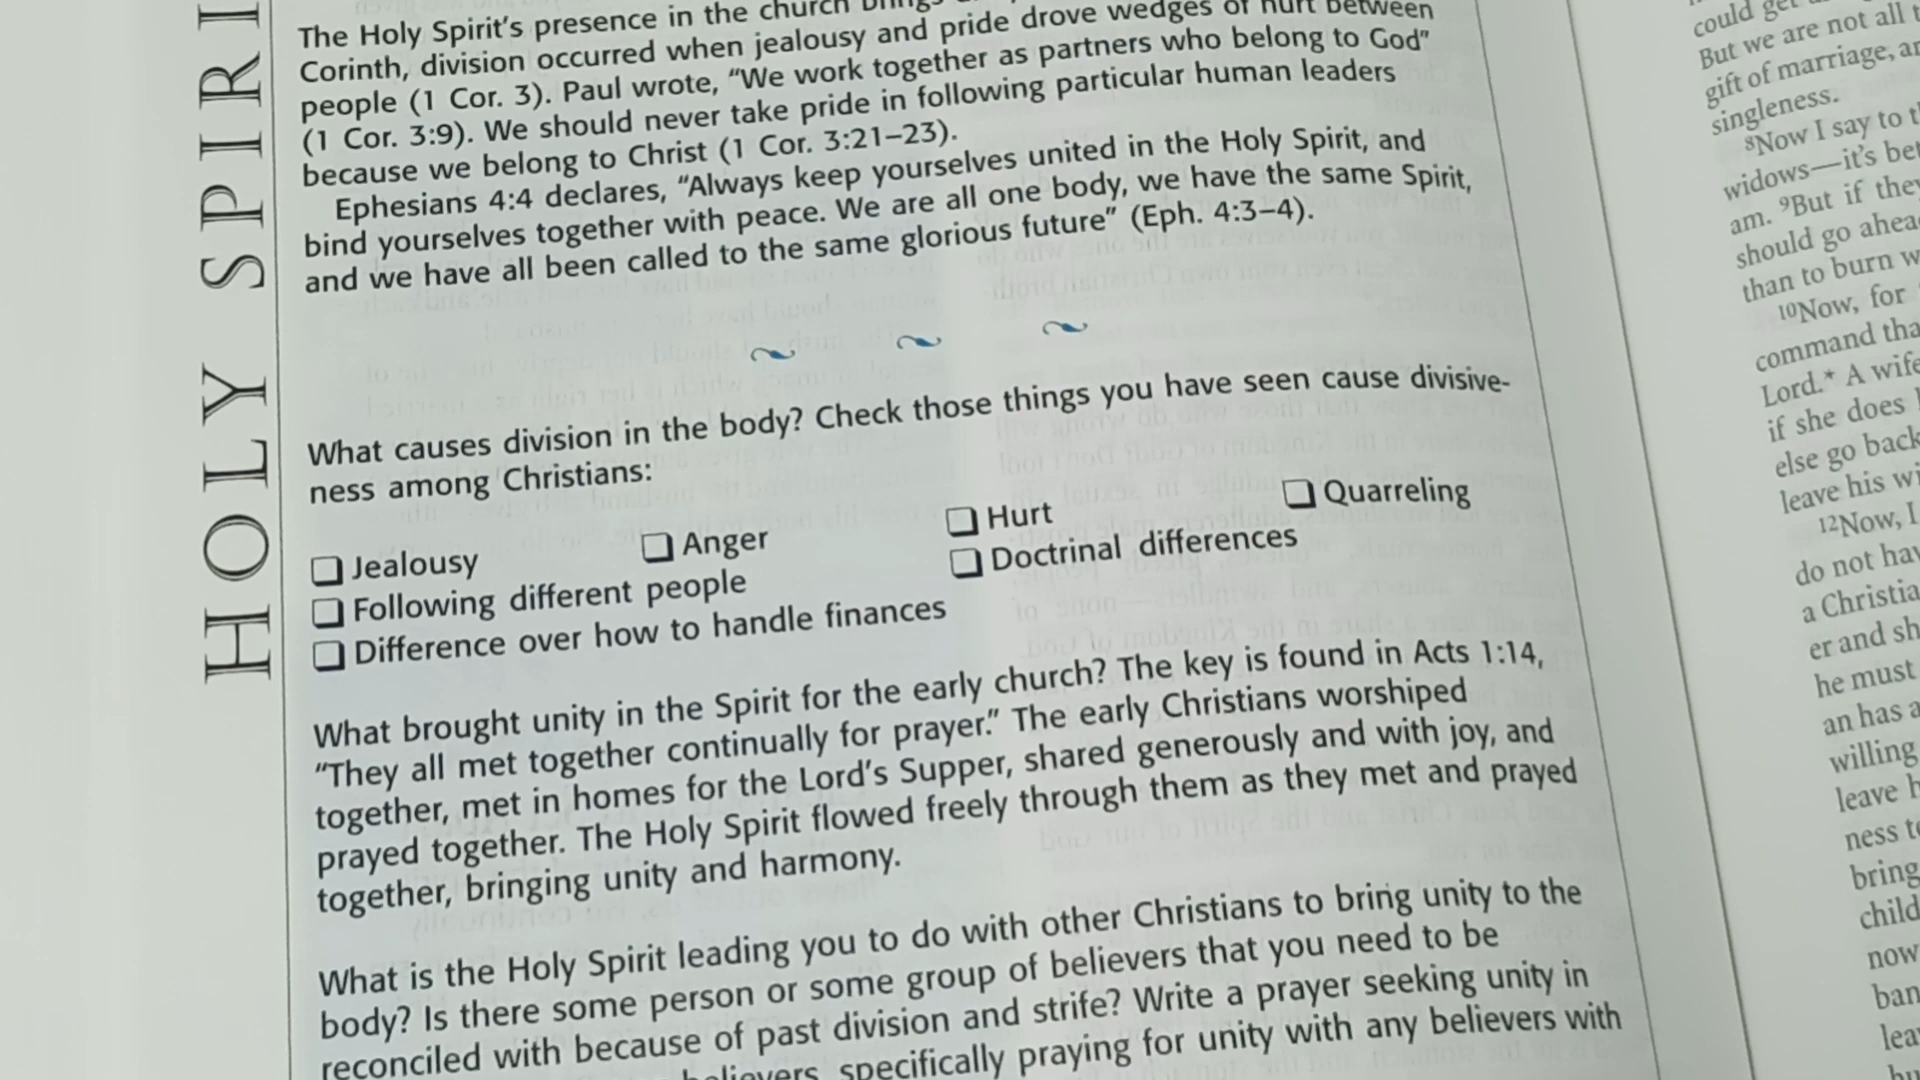 HOLY SPIRI
The Holy Spirit's presence in the church
Corinth, division occurred when jealousy and pride drove wedges of hurt between
people (1 Cor. 3). Paul wrote, “We work together as partners who belong to God”
(1 Cor. 3:9). We should never take pride in following particular human leaders
because we belong to Christ (1 Cor. 3:21–23).
Ephesians 4:4 declares, “Always keep yourselves united in the Holy Spirit, and
bind yourselves together with peace. We are all one body, we have the same Spirit,
and we have all been called to the same glorious future” (Eph. 4:3–4).
What causes division in the body? Check those things you have seen cause divisive-
ness among Christians:
❑ Jealousy ❑ Anger ❑ Hurt ❑ Quarreling
❑ Following different people ❑ Doctrinal differences
❑ Difference over how to handle finances
What brought unity in the Spirit for the early church? The key is found in Acts 1:14,
“They all met together continually for prayer.” The early Christians worshiped
together, met in homes for the Lord's Supper, shared generously and with joy, and
prayed together. The Holy Spirit flowed freely through them as they met and prayed
together, bringing unity and harmony.
What is the Holy Spirit leading you to do with other Christians to bring unity to the
body? Is there some person or some group of believers that you need to be
reconciled with because of past division and strife? Write a prayer seeking unity in
believers, specifically praying for unity with any believers with
could get
But we are not all
gift of marriage, an
singleness.
8Now I say to th
widows—it's bet
am. 9But if they
should go ahea
than to burn w
10Now, for
command tha
Lord.* A wife
if she does
else go back
leave his wi
12Now, I
do not hav
a Christia
er and sh
he must
an has a
willing
leave h
ness to
bring
child
now
ban
lea